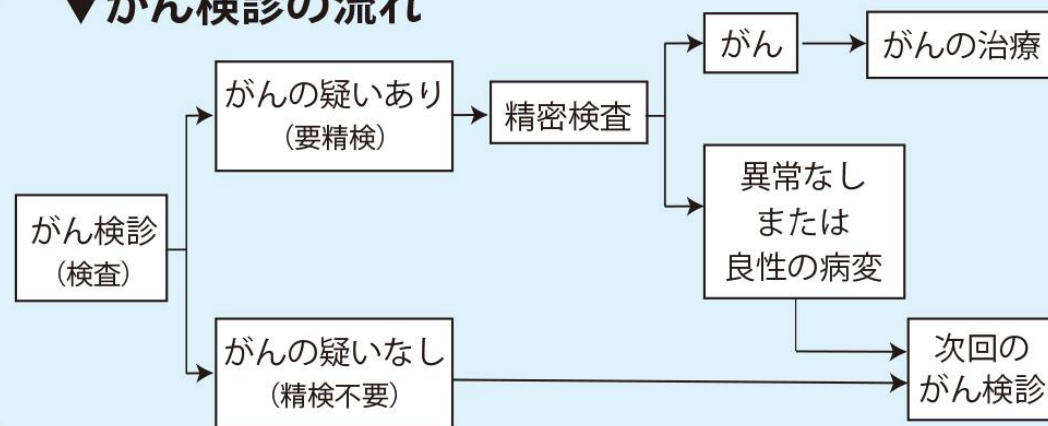 ▼がん検診の流れ
がん検診
（検査）
がんの疑いあり
（要精検）
精密検査
がん
がんの治療
異常なし
または
良性の病変
がんの疑いなし
（精検不要）
次回の
がん検診